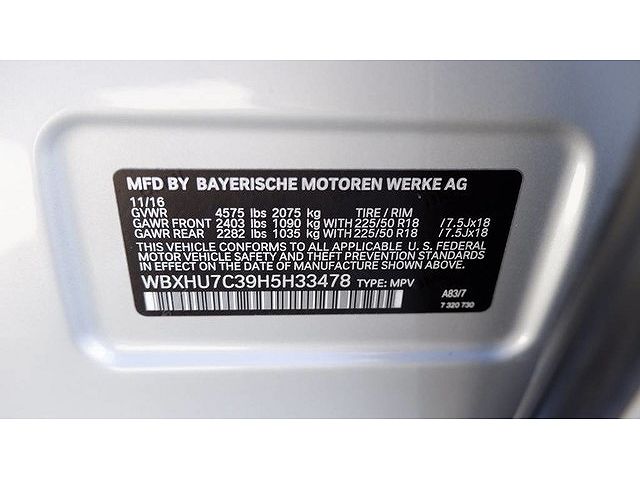 MFD BY BAYERISCHE MOTOREN WERKE AG
11/16
GVWR 4575 lbs 2075 kg TIRE / RIM
GAWR FRONT 2403 lbs 1090 kg WITH 225/50 R18 /7.5Jx18
GAWR REAR 2282 lbs 1035 kg WITH 225/50 R18 /7.5Jx18
THIS VEHICLE CONFORMS TO ALL APPLICABLE U. S. FEDERAL
MOTOR VEHICLE SAFETY AND THEFT PREVENTION STANDARDS
IN EFFECT ON THE DATE OF MANUFACTURE SHOWN ABOVE.
WBXHU7C39H5H33478 TYPE: MPV
A83/7
7 320 730